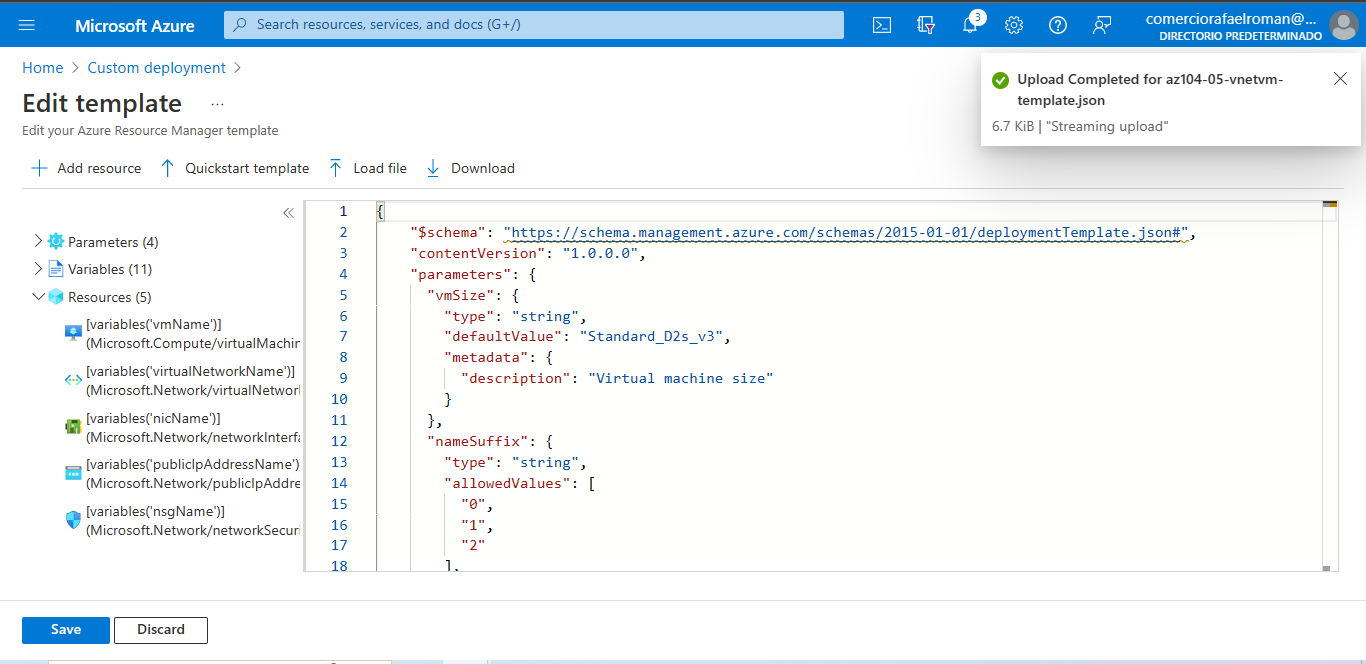 Microsoft Azure
Search resources, services, and docs (G+/)
3
comerciorafaelroman@...
DIRECTORIO PREDETERMINADO
Home > Custom deployment >
Upload Completed for az104-05-vnetvm-
template.json
6.7 KiB | "Streaming upload"
Edit template ...
Edit your Azure Resource Manager template
Add resource
Quickstart template
Load file
Download
Parameters (4)
Variables (11)
Resources (5)
[variables('vmName')]
(Microsoft.Compute/virtualMachin
[variables('virtualNetworkName')]
(Microsoft.Network/virtualNetwor
[variables('nicName')]
(Microsoft.Network/networkInterfa
[variables('publicIpAddressName')
(Microsoft.Network/publicIpAddre
[variables('nsgName')]
(Microsoft.Network/networkSecuri
1 {
2 "$schema": "https://schema.management.azure.com/schemas/2015-01-01/deploymentTemplate.json#",
3 "contentVersion": "1.0.0.0",
4 "parameters": {
5 "vmSize": {
6 "type": "string",
7 "defaultValue": "Standard_D2s_v3",
8 "metadata": {
9 "description": "Virtual machine size"
10 }
11 },
12 "nameSuffix": {
13 "type": "string",
14 "allowedValues": [
15 "0",
16 "1",
17 "2"
18 ],
Save
Discard